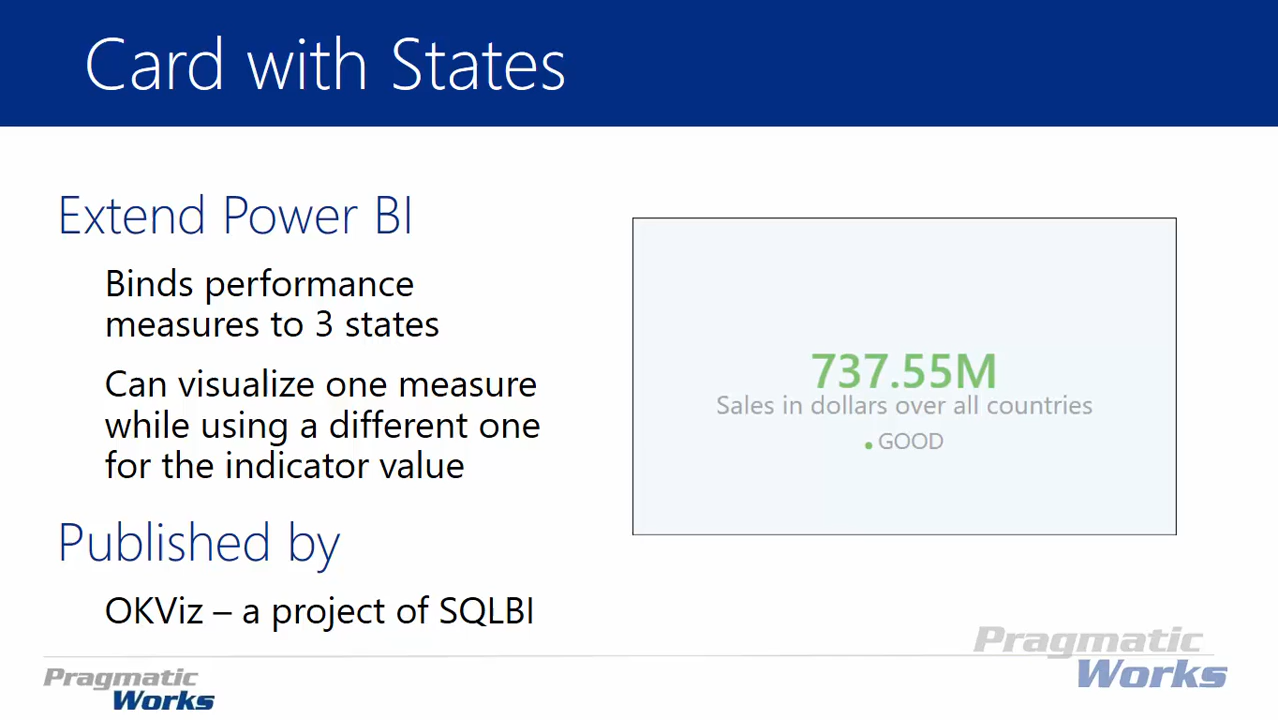 Card with States
Extend Power BI
Binds performance
measures to 3 states
Can visualize one measure
while using a different one
for the indicator value
Published by
OKViz – a project of SQLBI
737.55M
Sales in dollars over all countries
GOOD
Pragmatic
Works
Pragmatic
Works